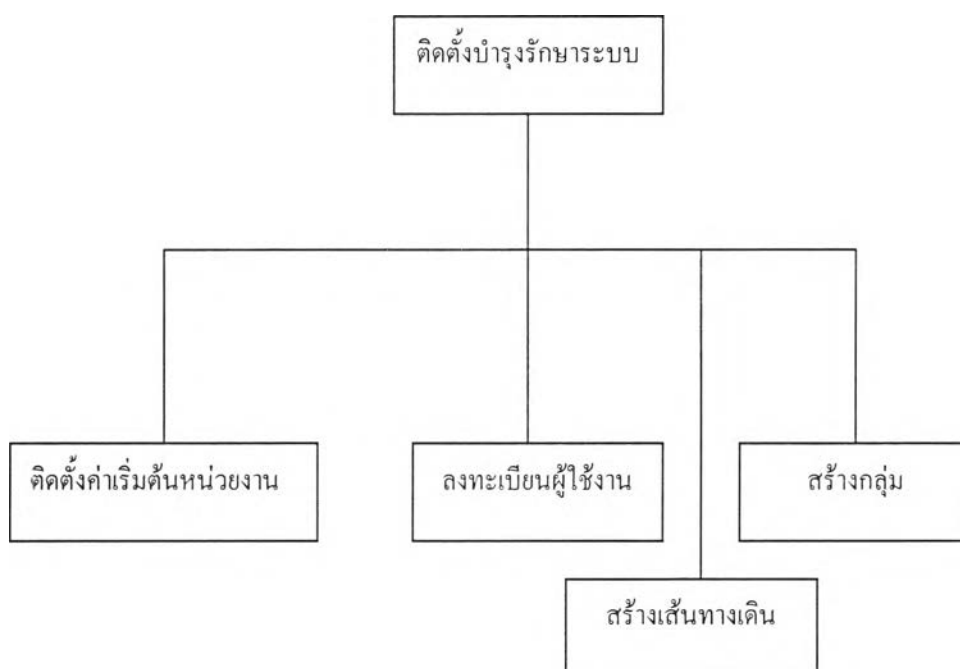 ติดตั้งบำรุงรักษาระบบ
ติดตั้งค่าเริ่มต้นหน่วยงาน
ลงทะเบียนผู้ใช้งาน
สร้างกลุ่ม
สร้างเส้นทางเดิน